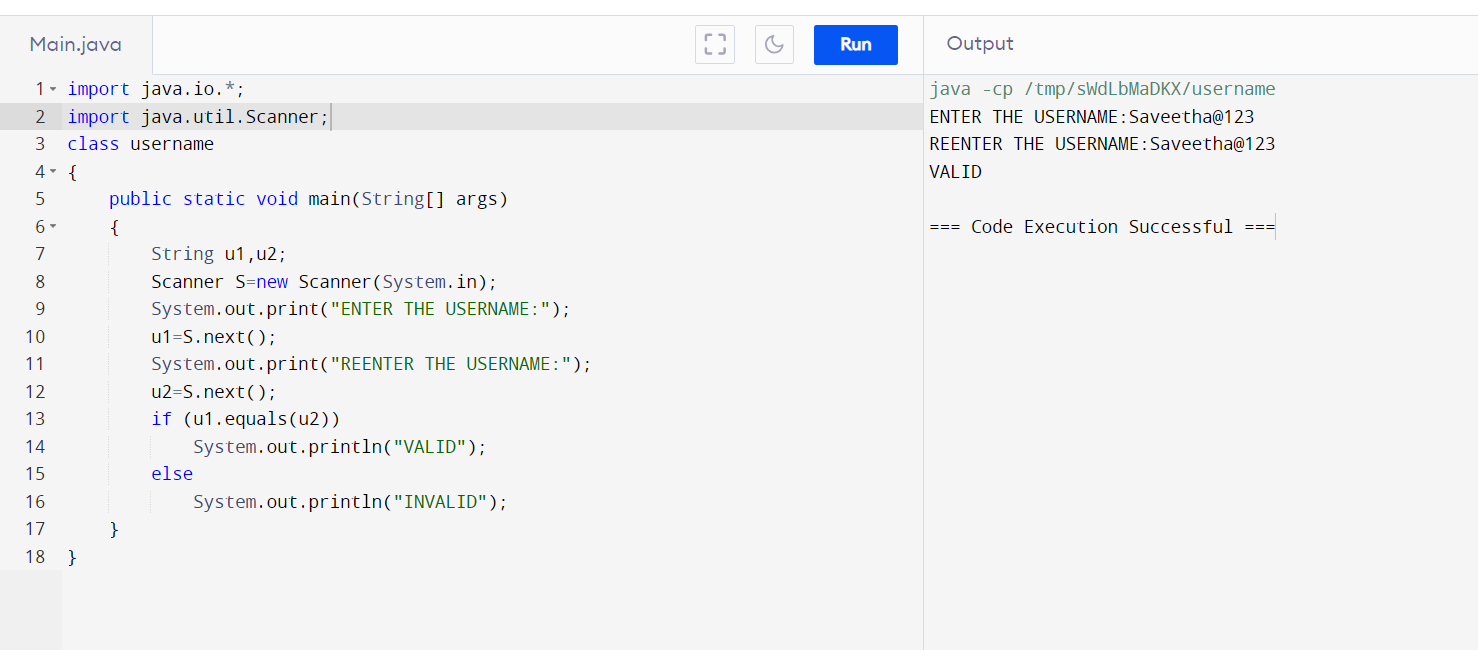 Main.java
Run
Output
1 import java.io.*;
2 import java.util.Scanner;
3 class username
4 {
5     public static void main(String[] args)
6     {
7         String u1,u2;
8         Scanner S=new Scanner(System.in);
9         System.out.print("ENTER THE USERNAME:");
10         u1=S.next();
11         System.out.print("REENTER THE USERNAME:");
12         u2=S.next();
13         if (u1.equals(u2))
14             System.out.println("VALID");
15         else
16             System.out.println("INVALID");
17     }
18 }
java -cp /tmp/sWdLbMaDKX/username
ENTER THE USERNAME:Saveetha@123
REENTER THE USERNAME:Saveetha@123
VALID
=== Code Execution Successful ===